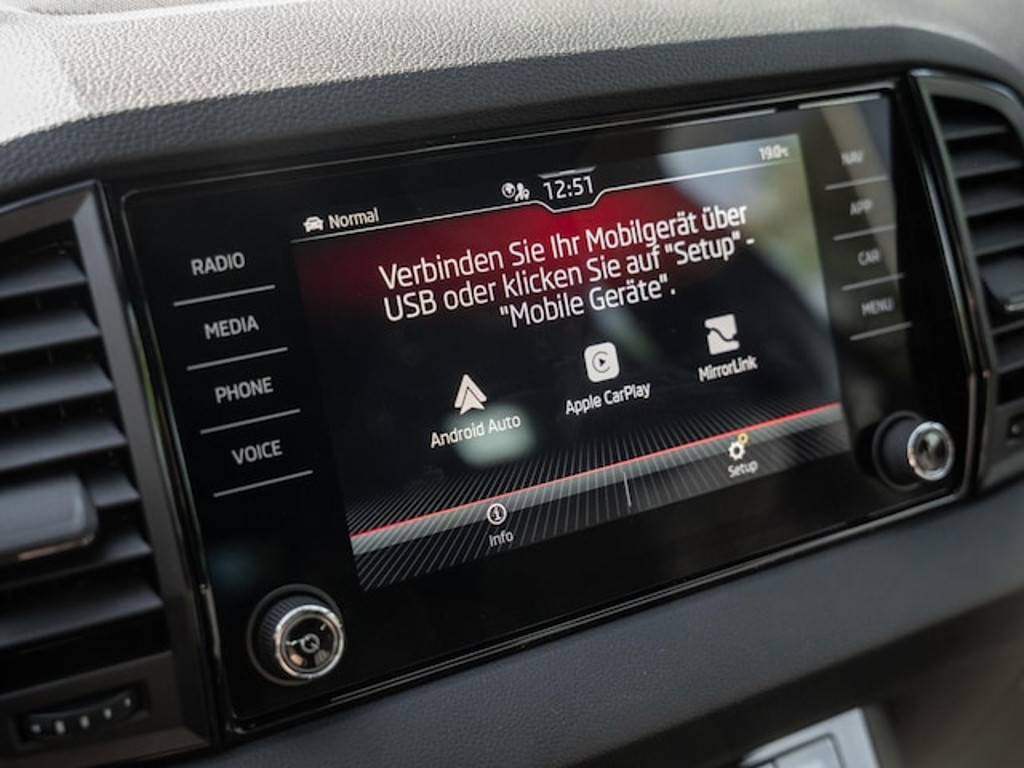 Normal
12:51
19.0°C
RADIO
MEDIA
PHONE
VOICE
Verbinden Sie Ihr Mobilgerät über
USB oder klicken Sie auf "Setup" -
"Mobile Geräte".
Android Auto
Apple CarPlay
MirrorLink
Info
Setup
NAV
APP
CAR
MENU